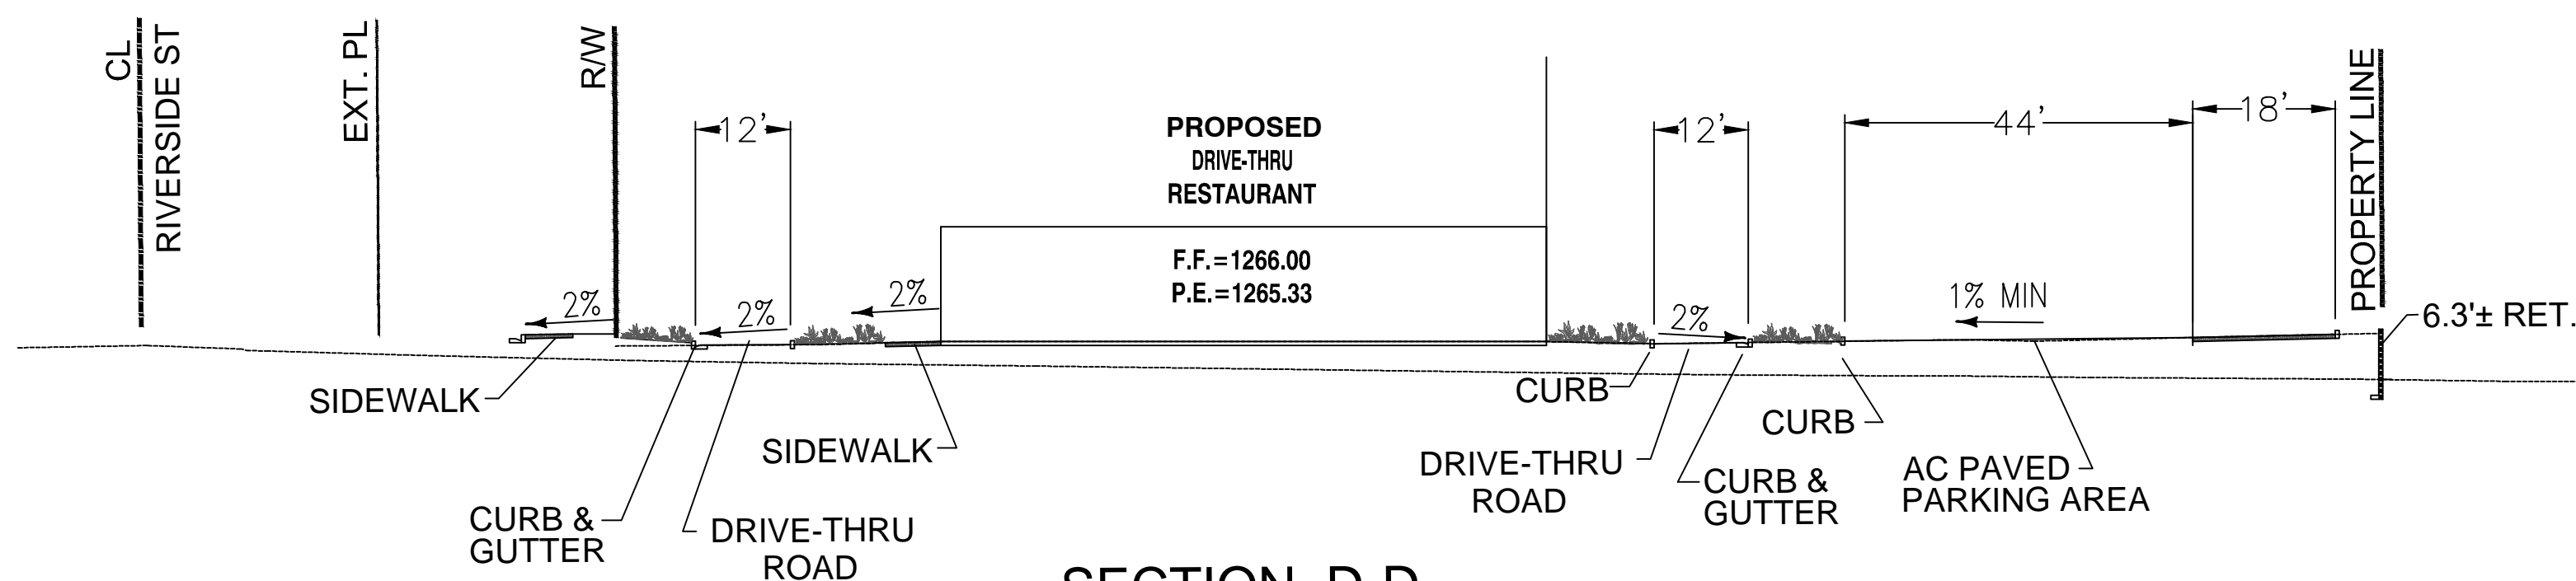 CL
RIVERSIDE ST
EXT. PL
R/W
12'
PROPOSED
DRIVE-THRU
RESTAURANT
F.F.=1266.00
P.E.=1265.33
12'
44'
18'
PROPERTY LINE
6.3'± RET.
2%
2%
2%
2%
1% MIN
SIDEWALK
CURB &
GUTTER
DRIVE-THRU
ROAD
SIDEWALK
CURB
DRIVE-THRU
ROAD
CURB &
GUTTER
CURB
AC PAVED
PARKING AREA
SECTION D-D